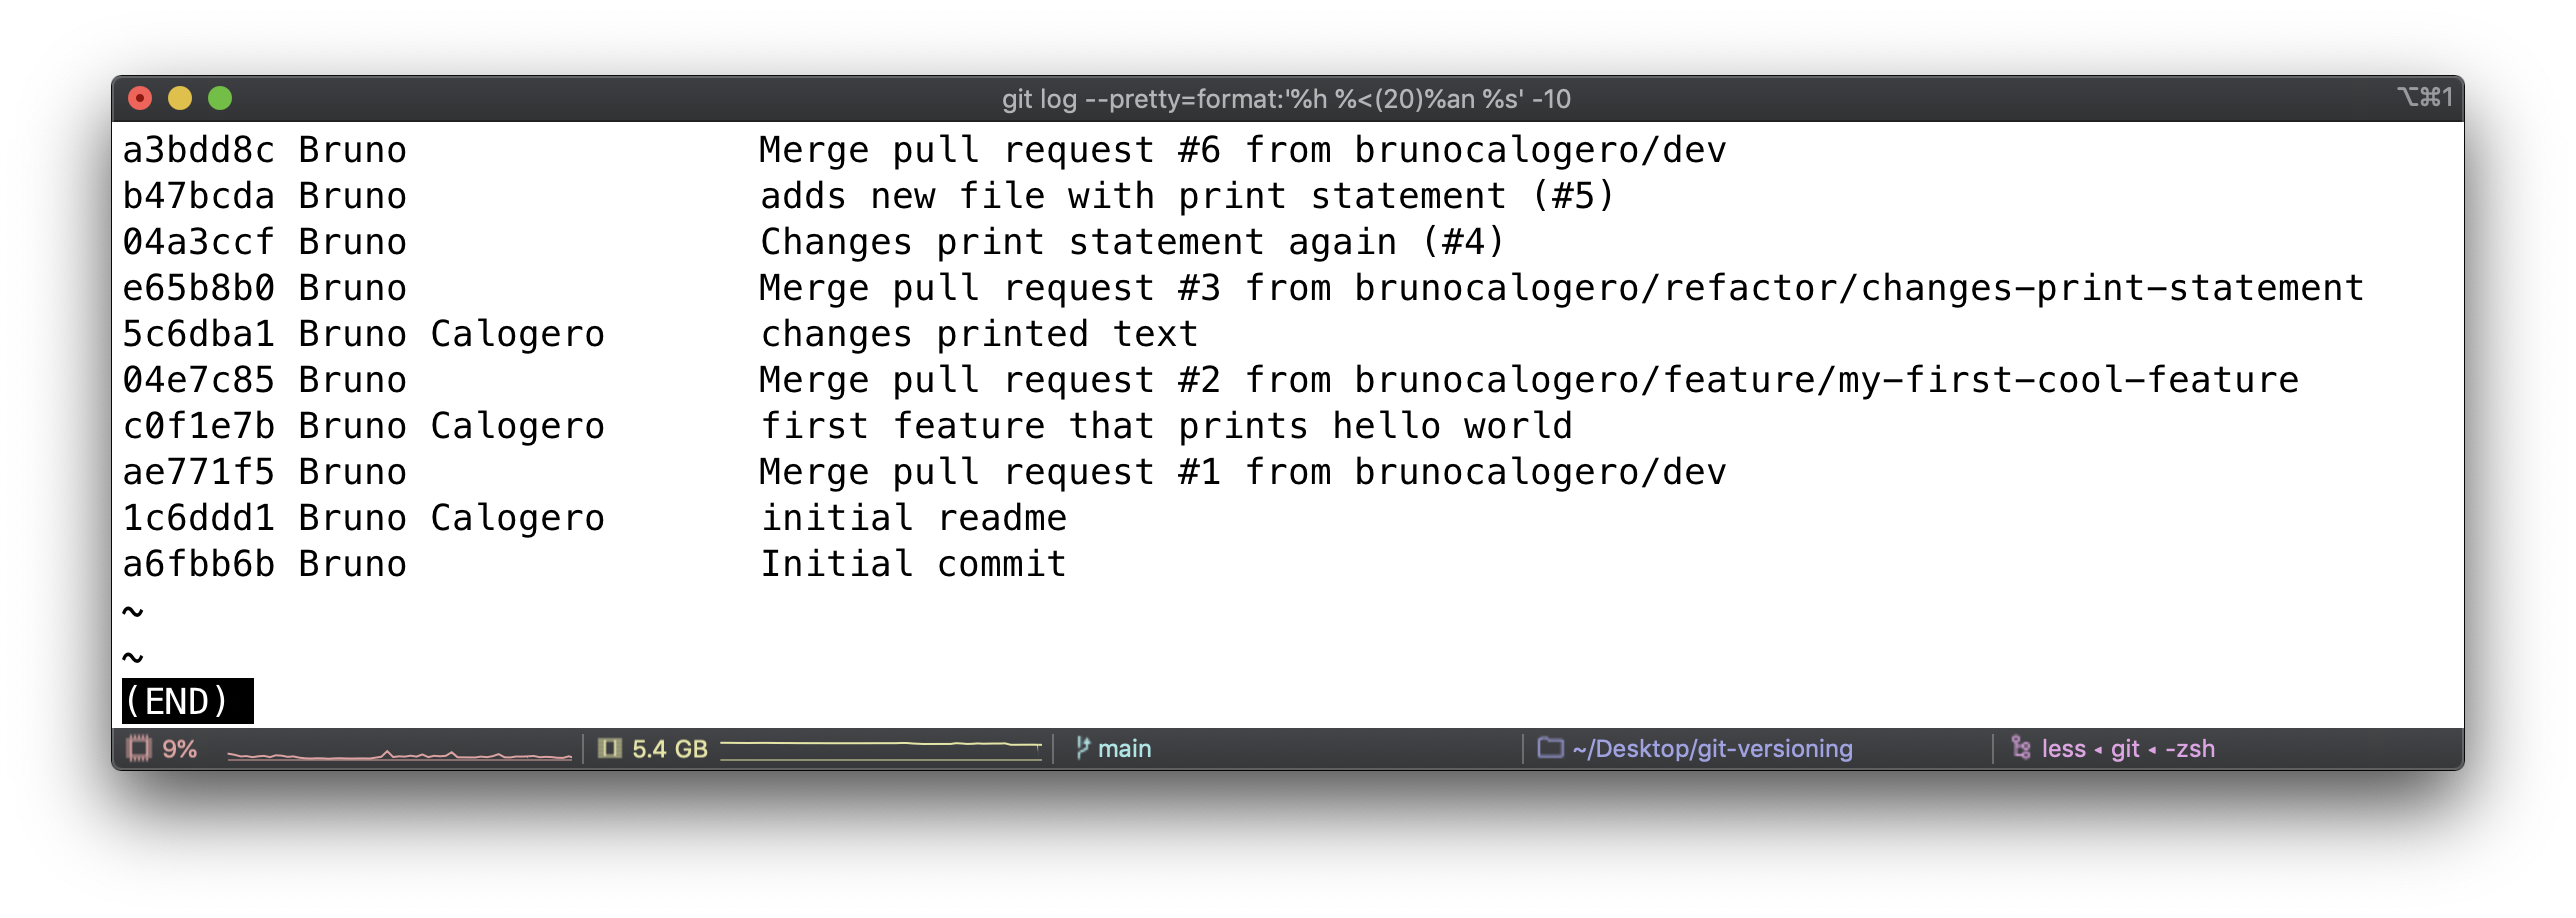 git log --pretty=format:'%h %<(20)%an %s' -10 ⌥⌘1
a3bdd8c Bruno                Merge pull request #6 from brunocalogero/dev
b47bcda Bruno                adds new file with print statement (#5)
04a3ccf Bruno                Changes print statement again (#4)
e65b8b0 Bruno                Merge pull request #3 from brunocalogero/refactor/changes-print-statement
5c6dba1 Bruno Calogero       changes printed text
04e7c85 Bruno                Merge pull request #2 from brunocalogero/feature/my-first-cool-feature
c0f1e7b Bruno Calogero       first feature that prints hello world
ae771f5 Bruno                Merge pull request #1 from brunocalogero/dev
1c6ddd1 Bruno Calogero       initial readme
a6fbb6b Bruno                Initial commit
~
~
(END)
9% 5.4 GB main ~/Desktop/git-versioning less ◂ git ◂ -zsh